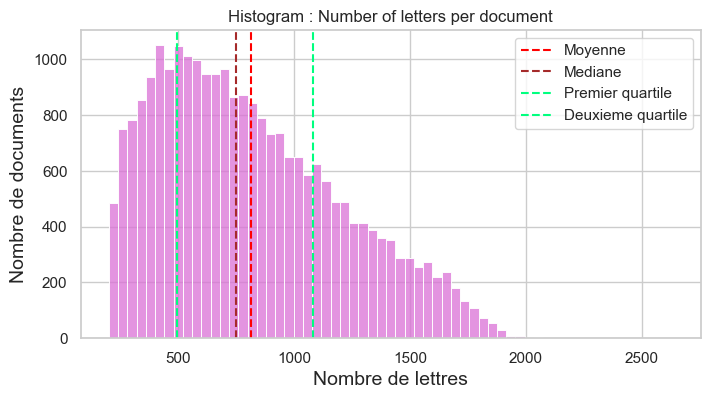 Histogram : Number of letters per document
Moyenne
Mediane
Premier quartile
Deuxieme quartile
Nombre de documents
1000
800
600
400
200
0
500
1000
1500
2000
2500
Nombre de lettres